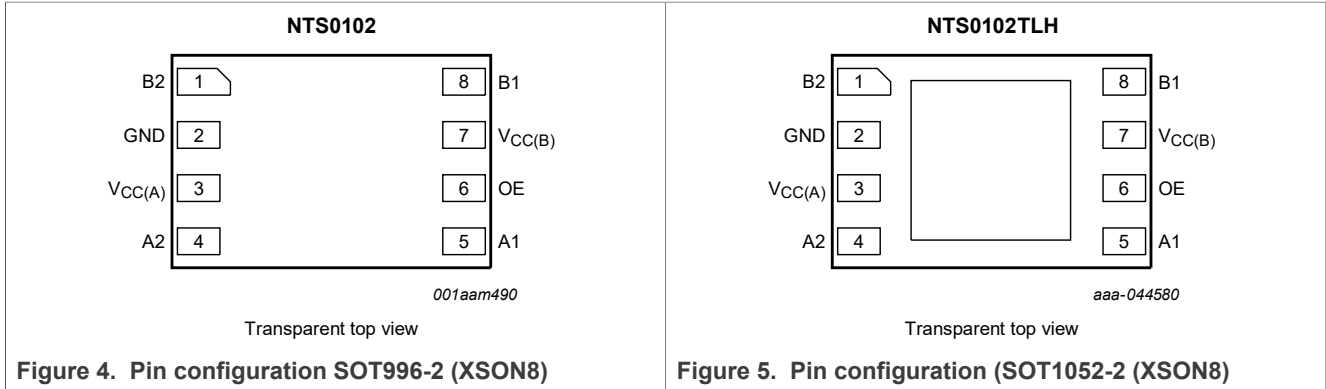 NTS0102
B2 1 8 B1
GND 2 7 VCC(B)
VCC(A) 3 6 OE
A2 4 5 A1
001aam490
Transparent top view
Figure 4. Pin configuration SOT996-2 (XSON8)
NTS0102TLH
B2 1 8 B1
GND 2 7 VCC(B)
VCC(A) 3 6 OE
A2 4 5 A1
aaa-044580
Transparent top view
Figure 5. Pin configuration (SOT1052-2 (XSON8)